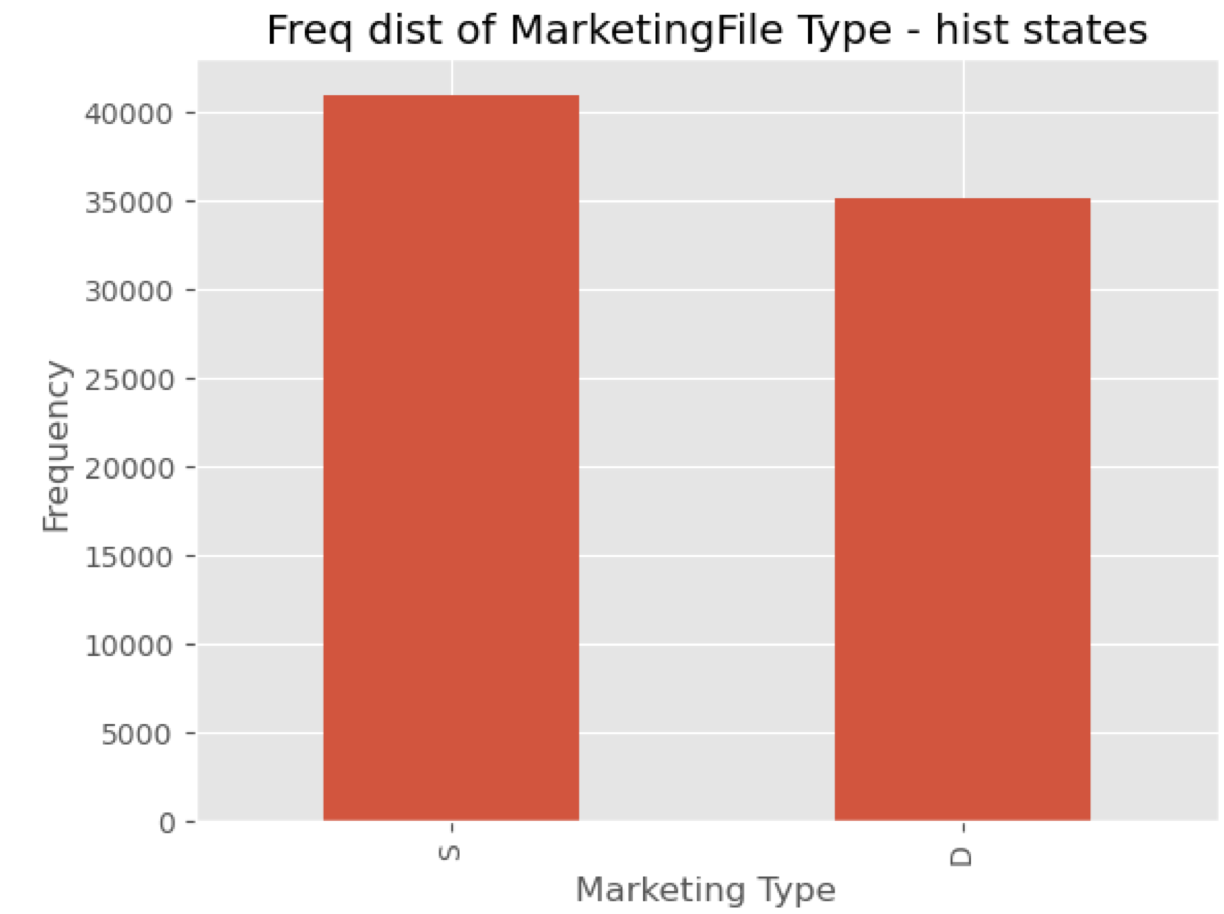 Freq dist of MarketingFile Type - hist states
40000
35000
30000
25000
20000
15000
10000
5000
0
Frequency
S
D
Marketing Type